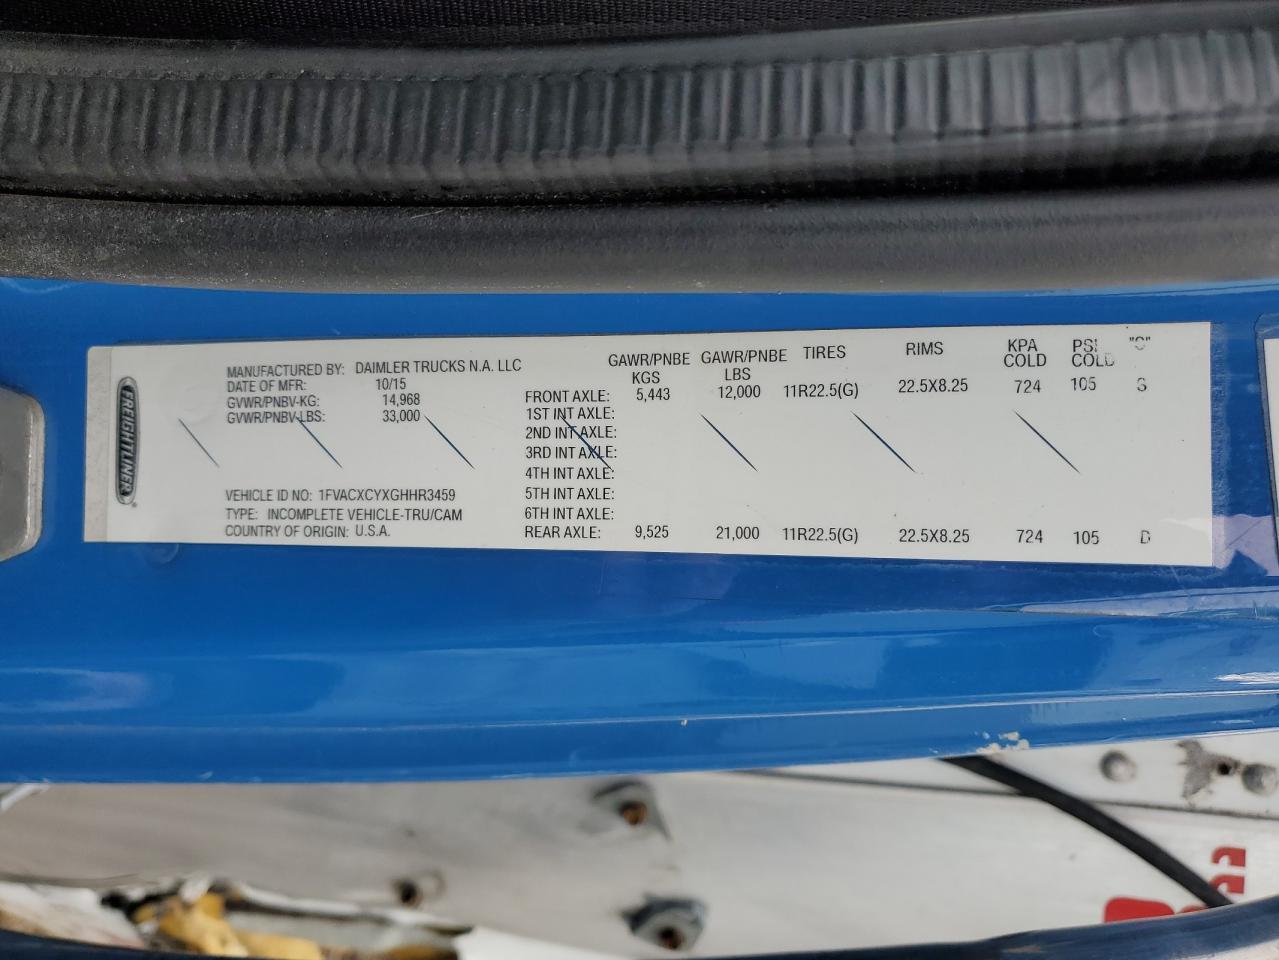 FREIGHTLINER
MANUFACTURED BY: DAIMLER TRUCKS N.A. LLC
DATE OF MFR: 10/15
GVWR/PNBV-KG: 14,968
GVWR/PNBV-LBS: 33,000
VEHICLE ID NO: 1FVACXCYXGHHR3459
TYPE: INCOMPLETE VEHICLE-TRU/CAM
COUNTRY OF ORIGIN: U.S.A.
GAWR/PNBE KGS GAWR/PNBE LBS TIRES RIMS KPA COLD PSI COLD "C"
FRONT AXLE: 5,443 12,000 11R22.5(G) 22.5X8.25 724 105 S
1ST INT AXLE:
2ND INT AXLE:
3RD INT AXLE:
4TH INT AXLE:
5TH INT AXLE:
6TH INT AXLE:
REAR AXLE: 9,525 21,000 11R22.5(G) 22.5X8.25 724 105 D